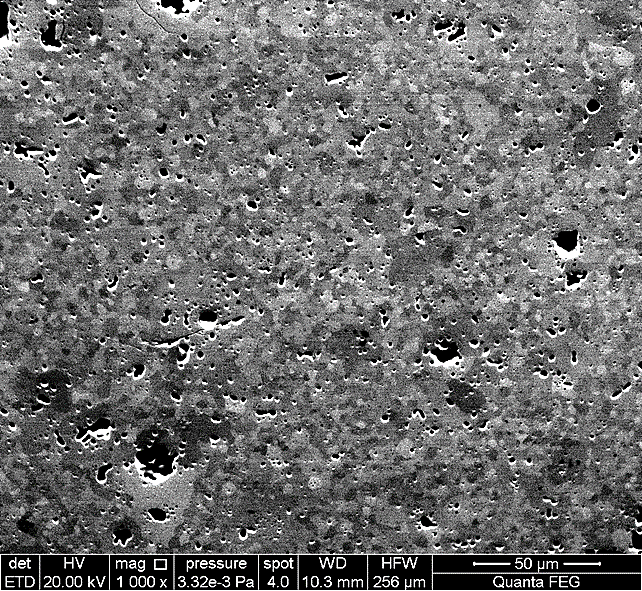 det HV mag □ pressure spot WD HFW 50 µm
ETD 20.00 kV 1 000 x 3.32e-3 Pa 4.0 10.3 mm 256 µm Quanta FEG